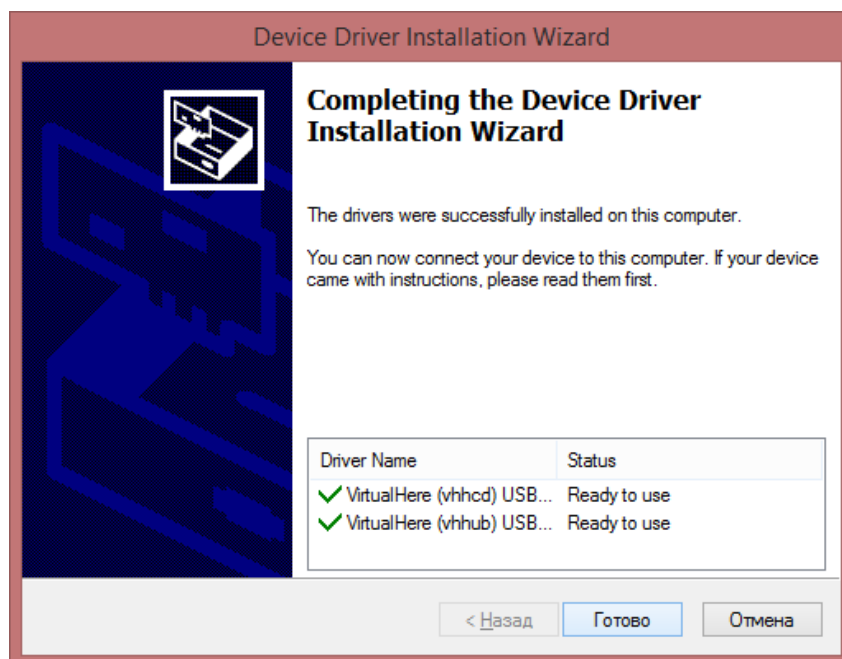 Device Driver Installation Wizard
Completing the Device Driver
Installation Wizard
The drivers were successfully installed on this computer.
You can now connect your device to this computer. If your device
came with instructions, please read them first.
Driver Name Status
VirtualHere (vhhcd) USB... Ready to use
VirtualHere (vhhub) USB... Ready to use
< Назад Готово Отмена